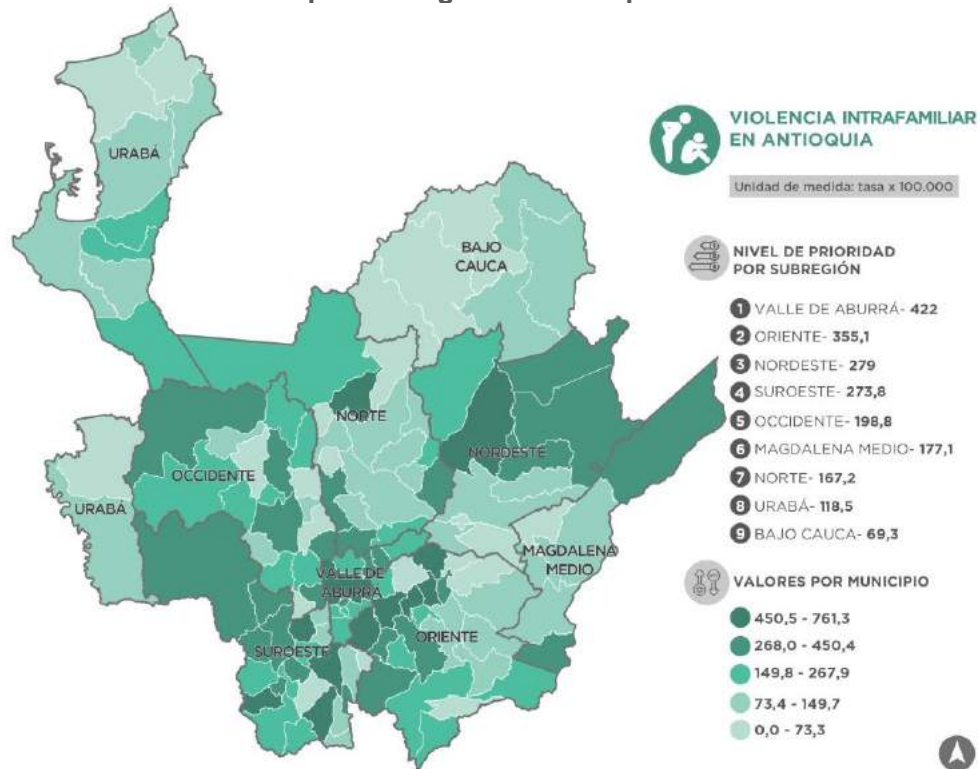 URABÁ
BAJO
CAUCA
NORTE
NORDESTE
OCCIDENTE
URABÁ
MAGDALENA
MEDIO
VALLE DE
ABURRÁ
ORIENTE
SUROESTE
VIOLENCIA INTRAFAMILIAR
EN ANTIOQUIA
Unidad de medida: tasa x 100.000
NIVEL DE PRIORIDAD
POR SUBREGIÓN
1 VALLE DE ABURRÁ- 422
2 ORIENTE- 355,1
3 NORDESTE- 279
4 SUROESTE- 273,8
5 OCCIDENTE- 198,8
6 MAGDALENA MEDIO- 177,1
7 NORTE- 167,2
8 URABÁ- 118,5
9 BAJO CAUCA- 69,3
VALORES POR MUNICIPIO
450,5 - 761,3
268,0 - 450,4
149,8 - 267,9
73,4 - 149,7
0,0 - 73,3